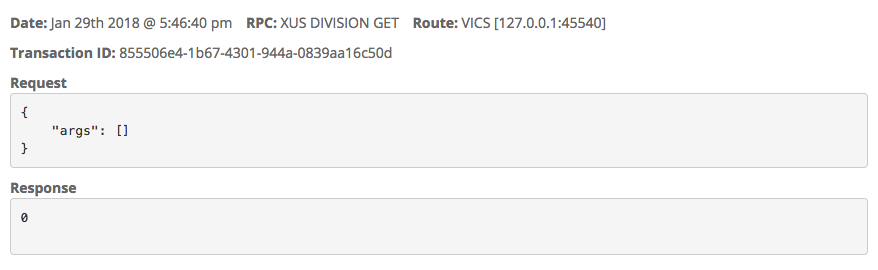 Date: Jan 29th 2018 @ 5:46:40 pm RPC: XUS DIVISION GET Route: VICS [127.0.0.1:45540]
Transaction ID: 855506e4-1b67-4301-944a-0839aa16c50d
Request
{
    "args": []
}
Response
0